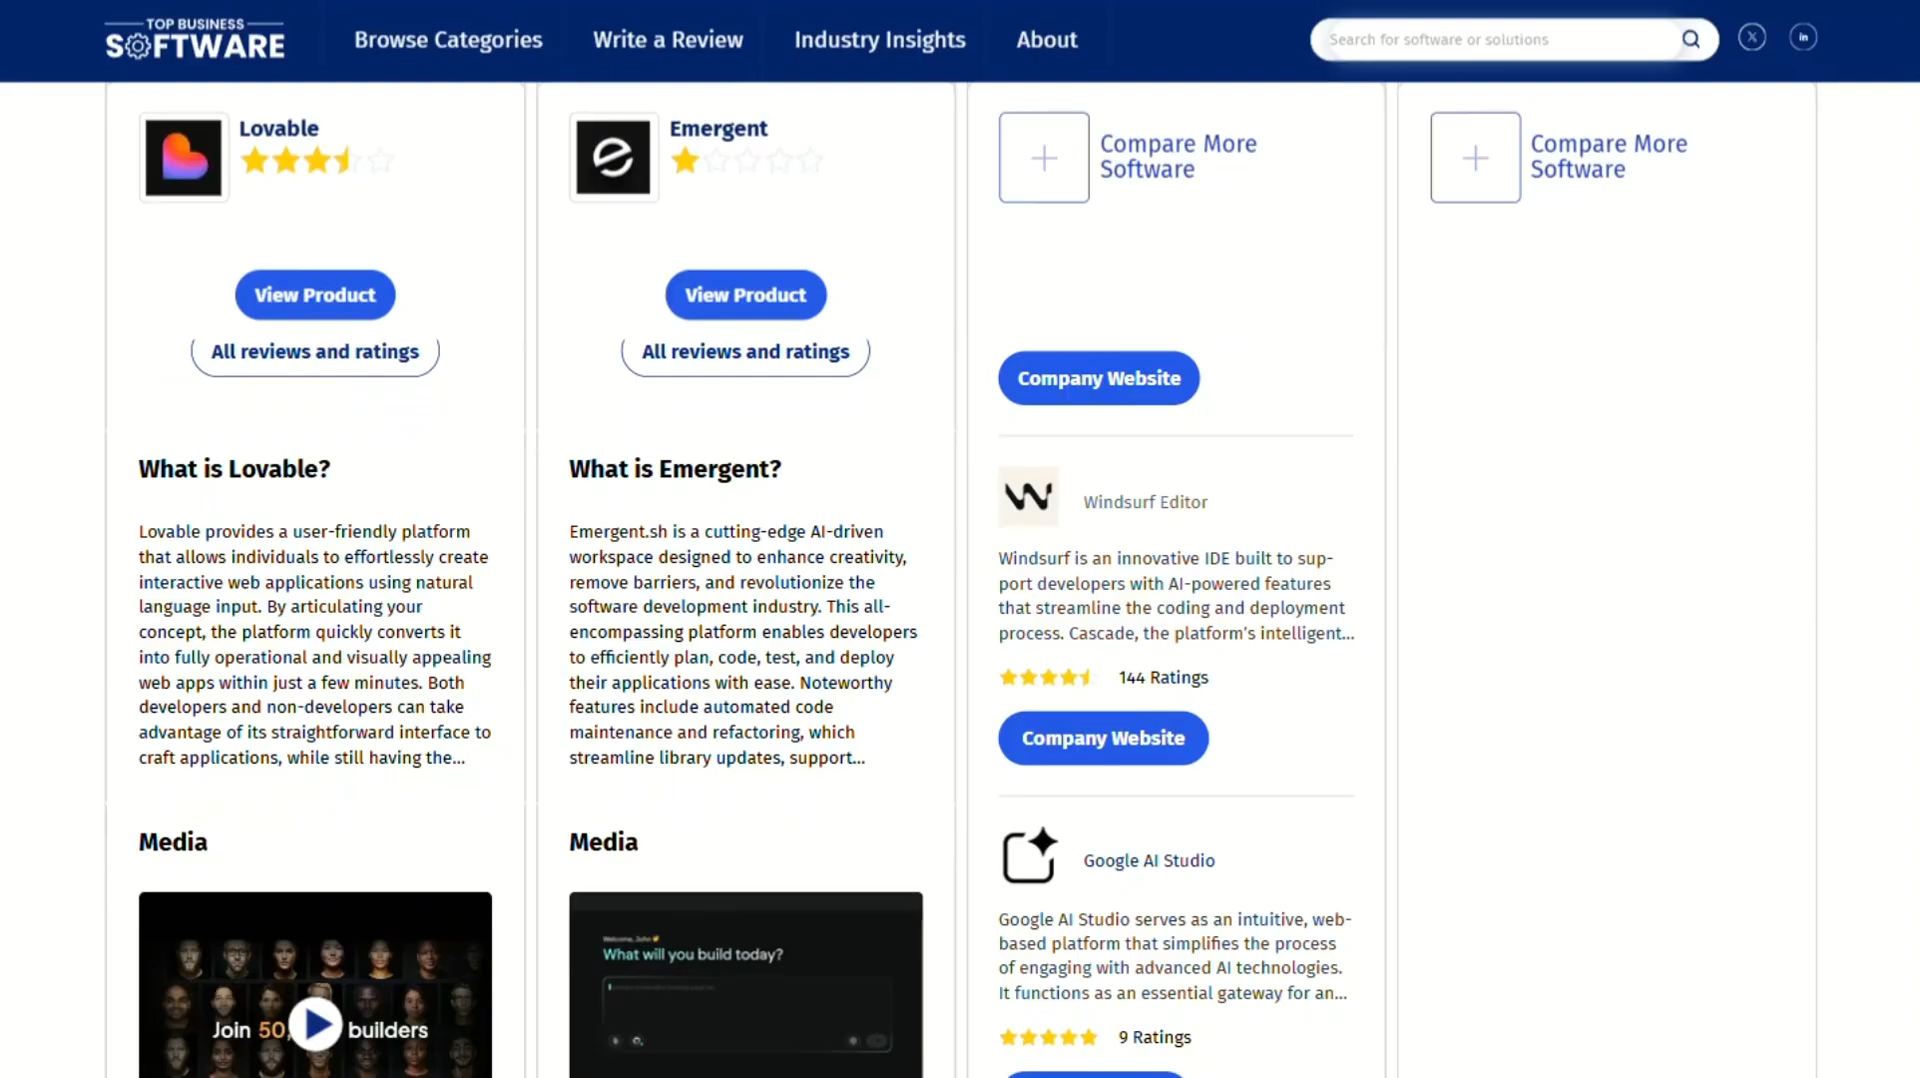 TOP BUSINESS
SOFTWARE
Browse Categories
Write a Review
Industry Insights
About
Search for software or solutions
Lovable
View Product
All reviews and ratings
What is Lovable?
Lovable provides a user-friendly platform
that allows individuals to effortlessly create
interactive web applications using natural
language input. By articulating your
concept, the platform quickly converts it
into fully operational and visually appealing
web apps within just a few minutes. Both
developers and non-developers can take
advantage of its straightforward interface to
craft applications, while still having the...
Media
Join 50, builders
Emergent
View Product
All reviews and ratings
What is Emergent?
Emergent.sh is a cutting-edge AI-driven
workspace designed to enhance creativity,
remove barriers, and revolutionize the
software development industry. This all-
encompassing platform enables developers
to efficiently plan, code, test, and deploy
their applications with ease. Noteworthy
features include automated code
maintenance and refactoring, which
streamline library updates, support...
Media
Welcome, John
What will you build today?
Compare More
Software
Company Website
Windsurf Editor
Windsurf is an innovative IDE built to sup-
port developers with AI-powered features
that streamline the coding and deployment
process. Cascade, the platform's intelligent...
144 Ratings
Company Website
Google AI Studio
Google AI Studio serves as an intuitive, web-
based platform that simplifies the process
of engaging with advanced AI technologies.
It functions as an essential gateway for an...
9 Ratings
Compare More
Software